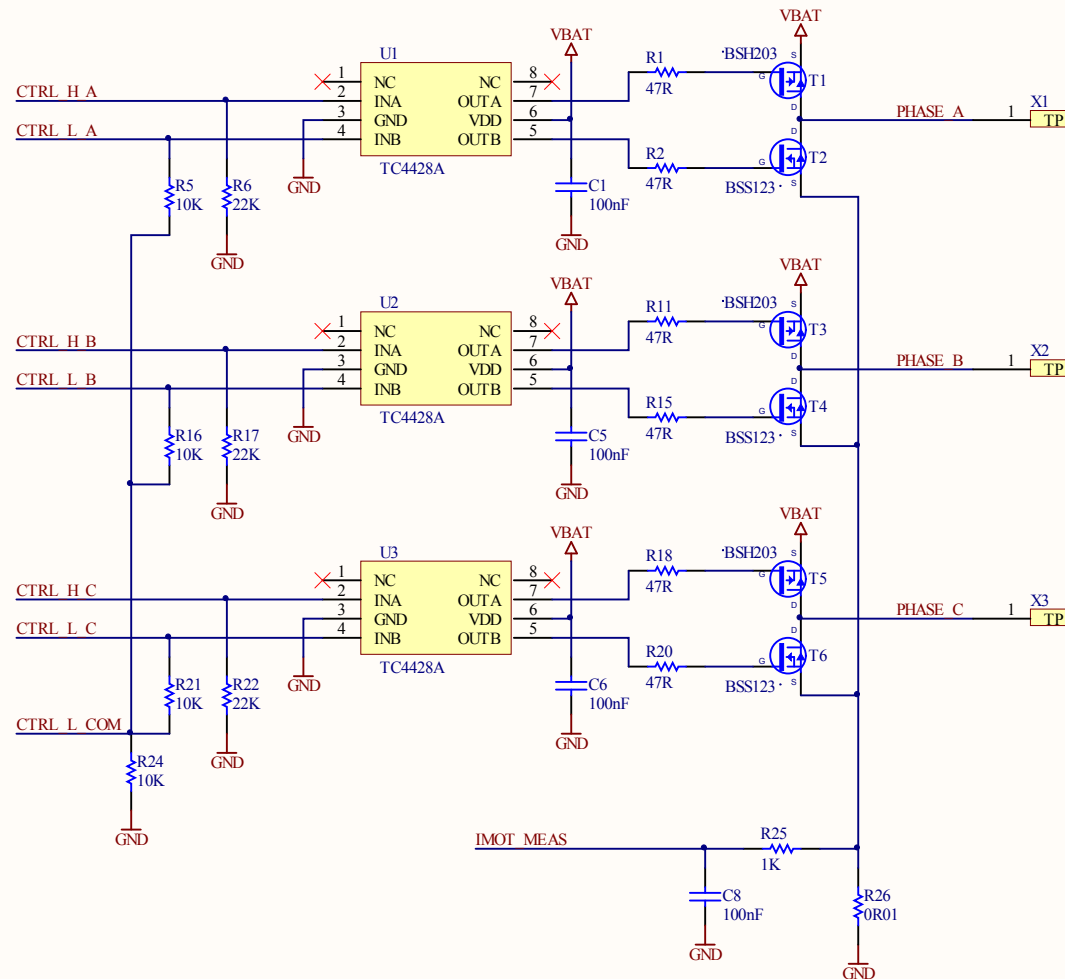 VBAT
VBAT
U1
R1
47R
·BSH203
S
G
D
T1
CTRL_H_A
CTRL_L_A
1
2
3
4
NC
INA
GND
INB
NC
OUTA
VDD
OUTB
8
7
6
5
TC4428A
GND
R2
47R
D
G
S
T2
BSS123·
PHASE_A
1
X1
TP
R5
10K
R6
22K
GND
C1
100nF
GND
VBAT
VBAT
U2
R11
47R
·BSH203
S
G
D
T3
CTRL_H_B
CTRL_L_B
1
2
3
4
NC
INA
GND
INB
NC
OUTA
VDD
OUTB
8
7
6
5
TC4428A
GND
R15
47R
D
G
S
T4
BSS123·
PHASE_B
1
X2
TP
R16
10K
R17
22K
GND
C5
100nF
GND
VBAT
VBAT
U3
R18
47R
·BSH203
S
G
D
T5
CTRL_H_C
CTRL_L_C
1
2
3
4
NC
INA
GND
INB
NC
OUTA
VDD
OUTB
8
7
6
5
TC4428A
GND
R20
47R
D
G
S
T6
BSS123·
PHASE_C
1
X3
TP
R21
10K
R22
22K
GND
C6
100nF
GND
CTRL_L_COM
R24
10K
GND
IMOT_MEAS
R25
1K
C8
100nF
GND
R26
0R01
GND